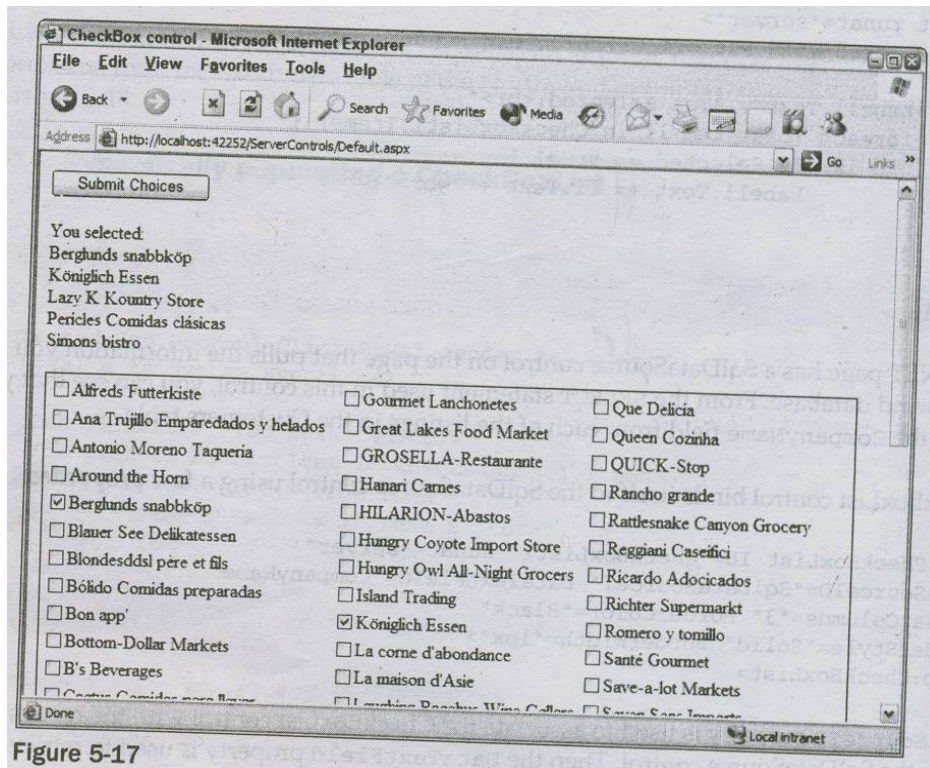 CheckBox control - Microsoft Internet Explorer
File Edit View Favorites Tools Help
Back Search Favorites Media
Address http://localhost:42252/ServerControls/Default.aspx Go Links »
Submit Choices
You selected:
Berglunds snabbköp
Königlich Essen
Lazy K Kountry Store
Pericles Comidas clásicas
Simons bistro
Alfreds Futterkiste
Ana Trujillo Emparedados y helados
Antonio Moreno Taqueria
Around the Horn
Berglunds snabbköp
Blauer See Delikatessen
Blondesddsl père et fils
Bólido Comidas preparadas
Bon app'
Bottom-Dollar Markets
B's Beverages
Gourmet Lanchonetes
Great Lakes Food Market
GROSELLA-Restaurante
Hanari Carnes
HILARION-Abastos
Hungry Coyote Import Store
Hungry Owl All-Night Grocers
Island Trading
Königlich Essen
La corne d'abondance
La maison d'Asie
Que Delicia
Queen Cozinha
QUICK-Stop
Rancho grande
Rattlesnake Canyon Grocery
Reggiani Caseifici
Ricardo Adocicados
Richter Supermarkt
Romero y tomillo
Santé Gourmet
Save-a-lot Markets
Done
Local intranet
Figure 5-17